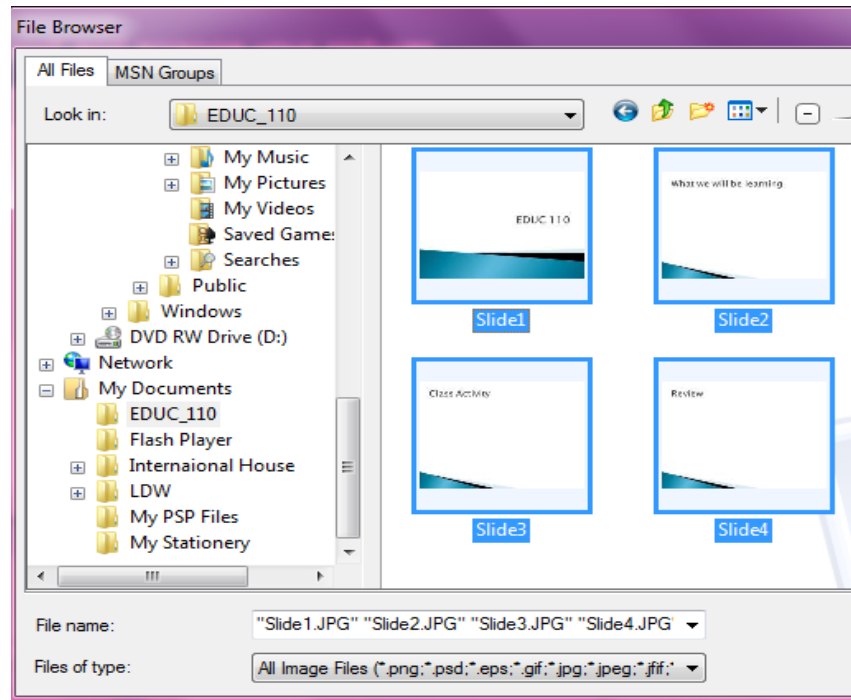 File Browser
All Files MSN Groups
Look in: EDUC_110
My Music
My Pictures
My Videos
Saved Game
Searches
Public
Windows
DVD RW Drive (D:)
Network
My Documents
EDUC_110
Flash Player
Internaional House
LDW
My PSP Files
My Stationery
EDUC 110
Slide1
What we will be learning
Slide2
Class Activity
Slide3
Review
Slide4
File name: "Slide1.JPG" "Slide2.JPG" "Slide3.JPG" "Slide4.JPG'
Files of type: All Image Files (*.png;*.psd;*.eps;*.gif;*.jpg;*.jpeg;*.jfif;*